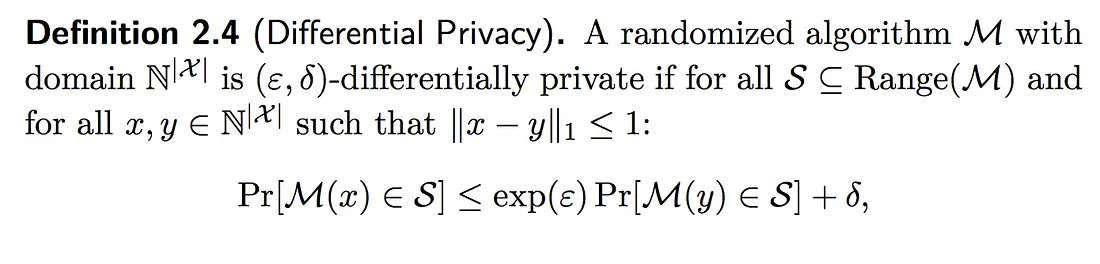 Definition 2.4 (Differential Privacy). A randomized algorithm ℳ with
domain ℕ^|𝒳| is (ε, δ)-differentially private if for all 𝒮 ⊆ Range(ℳ) and
for all x, y ∈ ℕ^|𝒳| such that ‖x − y‖₁ ≤ 1:
Pr[ℳ(x) ∈ 𝒮] ≤ exp(ε) Pr[ℳ(y) ∈ 𝒮] + δ,